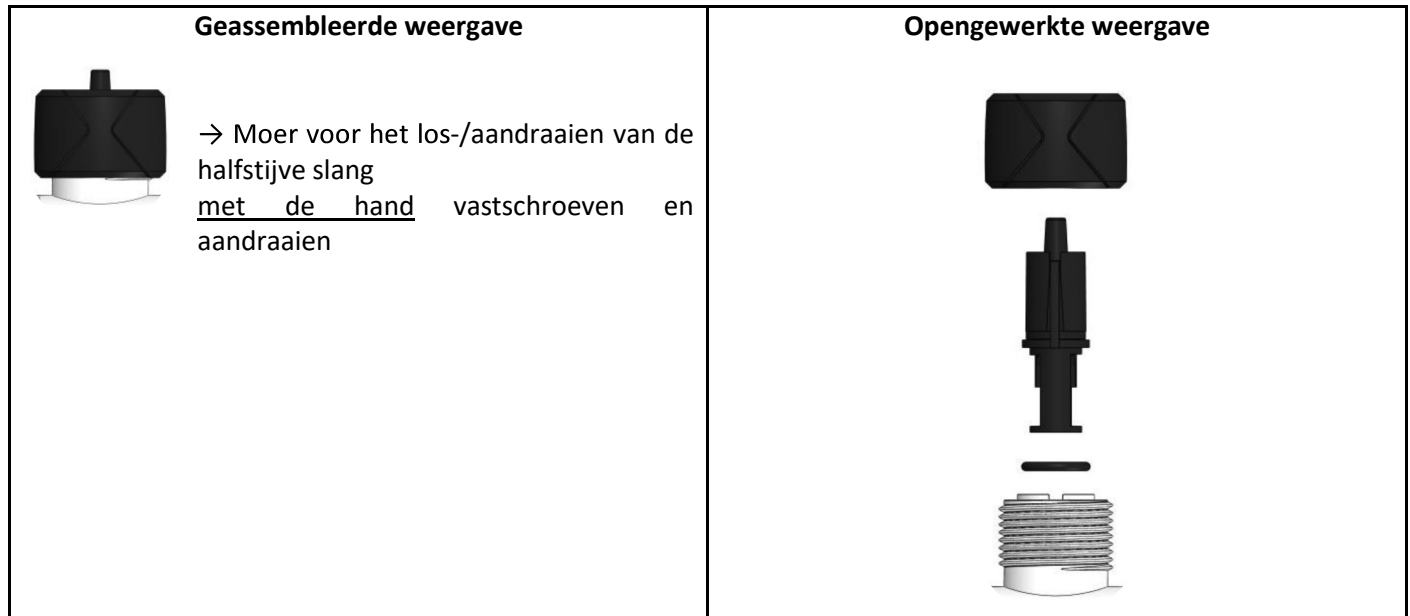 Geassembleerde weergave
Opengewerkte weergave
→ Moer voor het los-/aandraaien van de
halfstijve slang
met de hand vastschroeven en
aandraaien